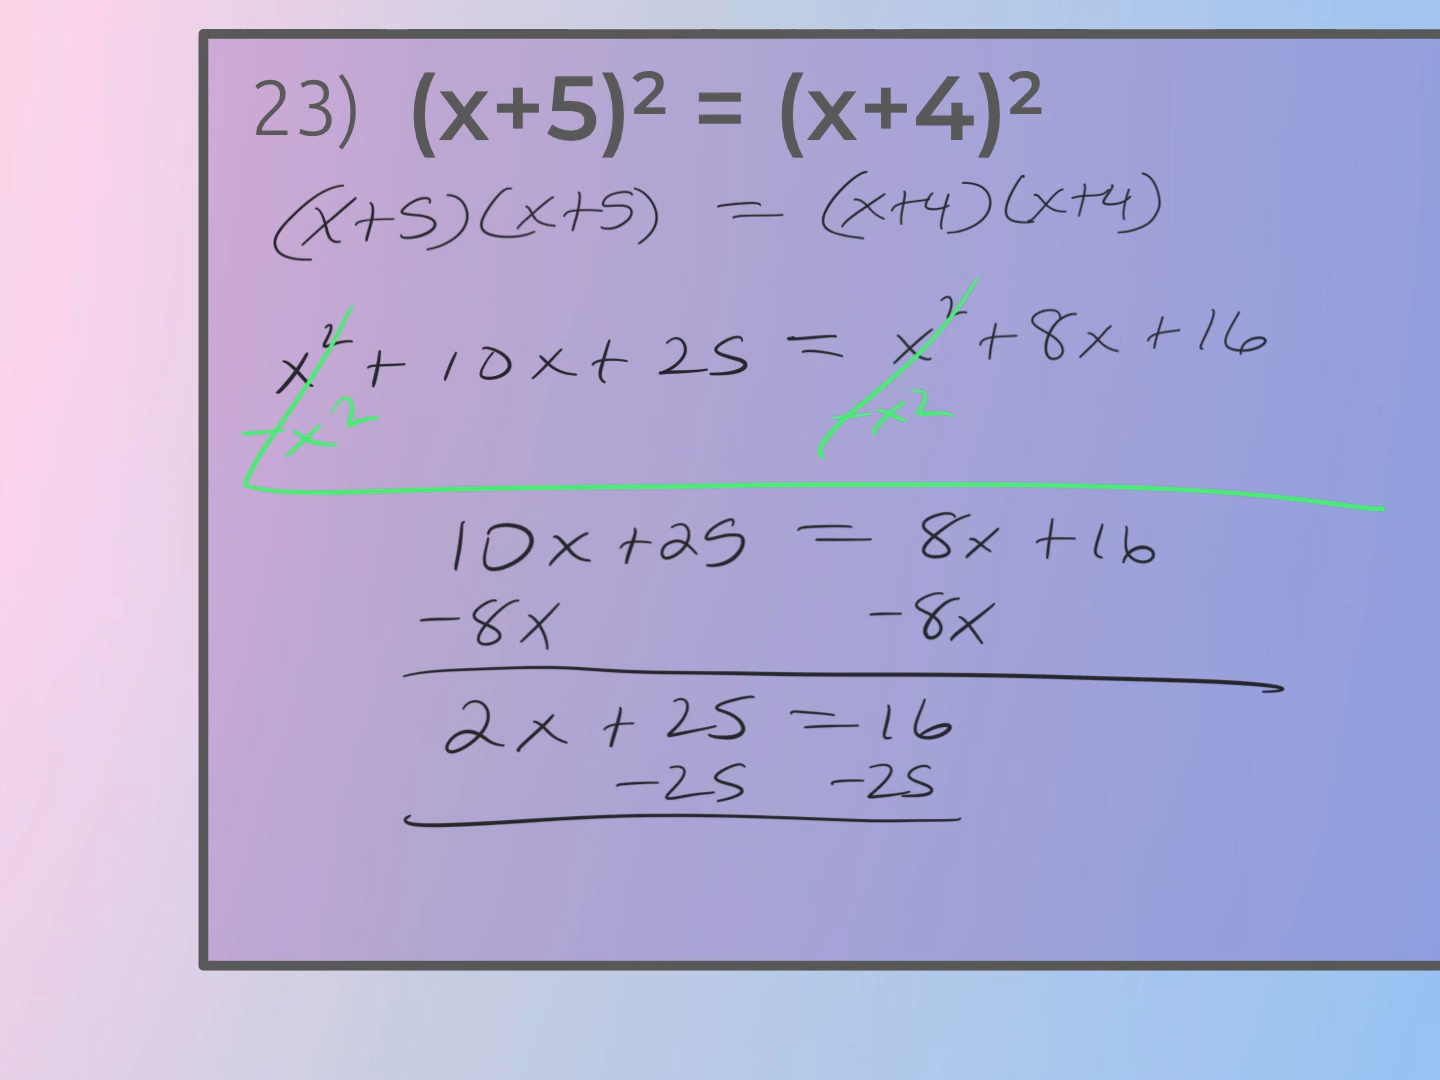 23) (x+5)² = (x+4)²
(x+5)(x+5) = (x+4)(x+4)
x² + 10x + 25 = x² + 8x + 16
-x² -x²
10x + 25 = 8x + 16
-8x -8x
2x + 25 = 16
-25 -25